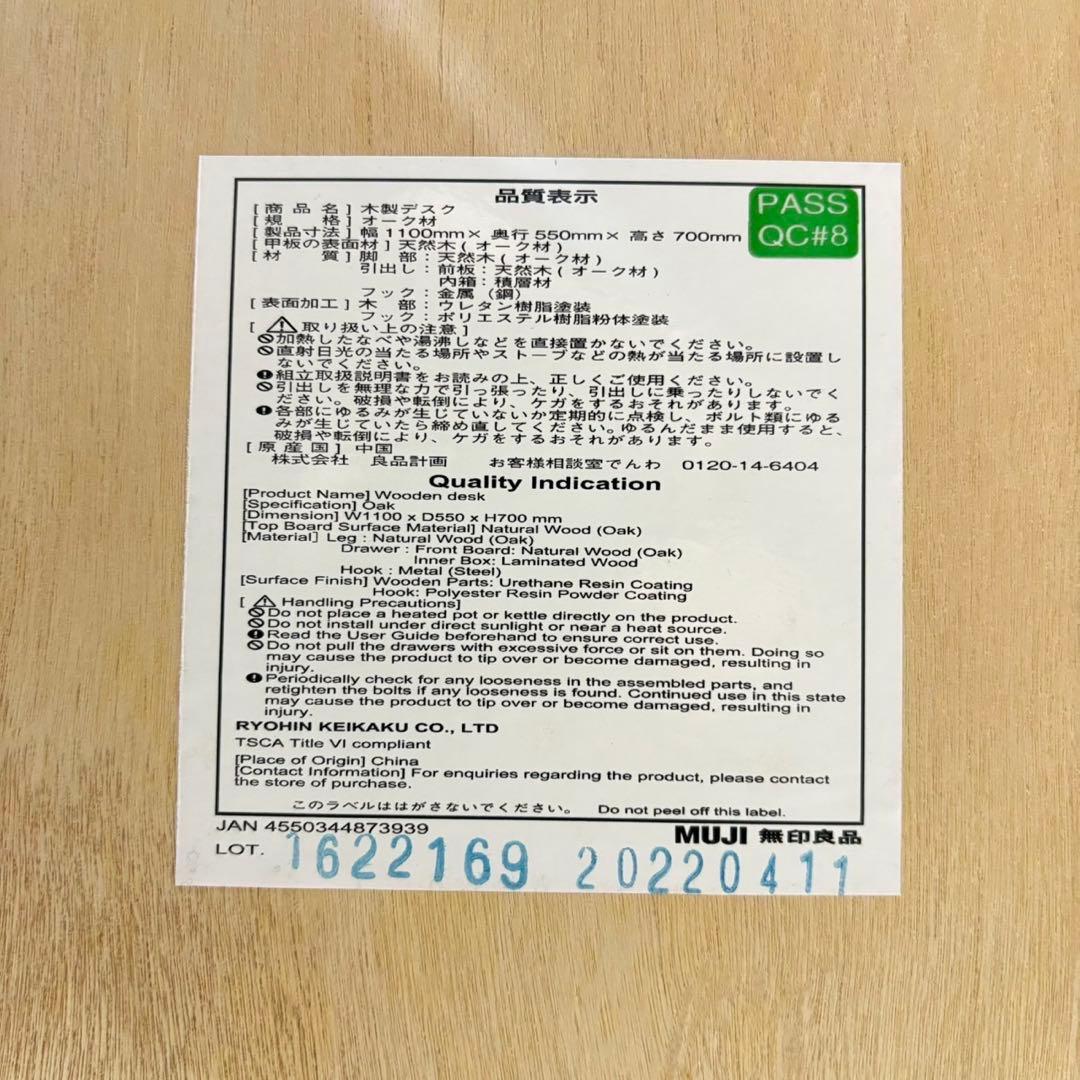 品質表示
PASS
QC#8
[商品名] 木製デスク
[規格] オーク材
[製品寸法] 幅 1100mm× 奥行 550mm× 高さ 700mm
[甲板の表面材] 天然木(オーク材)
[材質] 脚部:天然木(オーク材)
引出し:前板:天然木(オーク材)
内箱:積層材
フック:金属(鋼)
[表面加工] 木部:ウレタン樹脂塗装
フック:ポリエステル樹脂粉体塗装
[⚠取り扱い上の注意]
加熱したなべや湯沸しなどを直接置かないでください。
直射日光の当たる場所やストーブなどの熱が当たる場所に設置し
ないでください。
組立取扱説明書をお読みの上、正しくご使用ください。
引出しを無理な力で引っ張ったり、引出しに乗ったりしないでく
ださい。破損や転倒により、ケガをするおそれがあります。
各部にゆるみが生じていないか定期的に点検し、ボルト類にゆる
みが生じていたら締め直してください。ゆるんだまま使用すると、
破損や転倒により、ケガをするおそれがあります。
[原産国] 中国
株式会社 良品計画 お客様相談室でんわ 0120-14-6404
Quality Indication
[Product Name] Wooden desk
[Specification] Oak
[Dimension] W1100 x D550 x H700 mm
[Top Board Surface Material] Natural Wood (Oak)
[Material] Leg : Natural Wood (Oak)
Drawer : Front Board: Natural Wood (Oak)
Inner Box: Laminated Wood
Hook : Metal (Steel)
[Surface Finish] Wooden Parts: Urethane Resin Coating
Hook: Polyester Resin Powder Coating
[⚠ Handling Precautions]
Do not place a heated pot or kettle directly on the product.
Do not install under direct sunlight or near a heat source.
Read the User Guide beforehand to ensure correct use.
Do not pull the drawers with excessive force or sit on them. Doing so
may cause the product to tip over or become damaged, resulting in
injury.
Periodically check for any looseness in the assembled parts, and
retighten the bolts if any looseness is found. Continued use in this state
may cause the product to tip over or become damaged, resulting in
injury.
RYOHIN KEIKAKU CO., LTD
TSCA Title VI compliant
[Place of Origin] China
[Contact Information] For enquiries regarding the product, please contact
the store of purchase.
このラベルははがさないでください。 Do not peel off this label.
JAN 4550344873939
MUJI 無印良品
LOT. 1622169 20220411